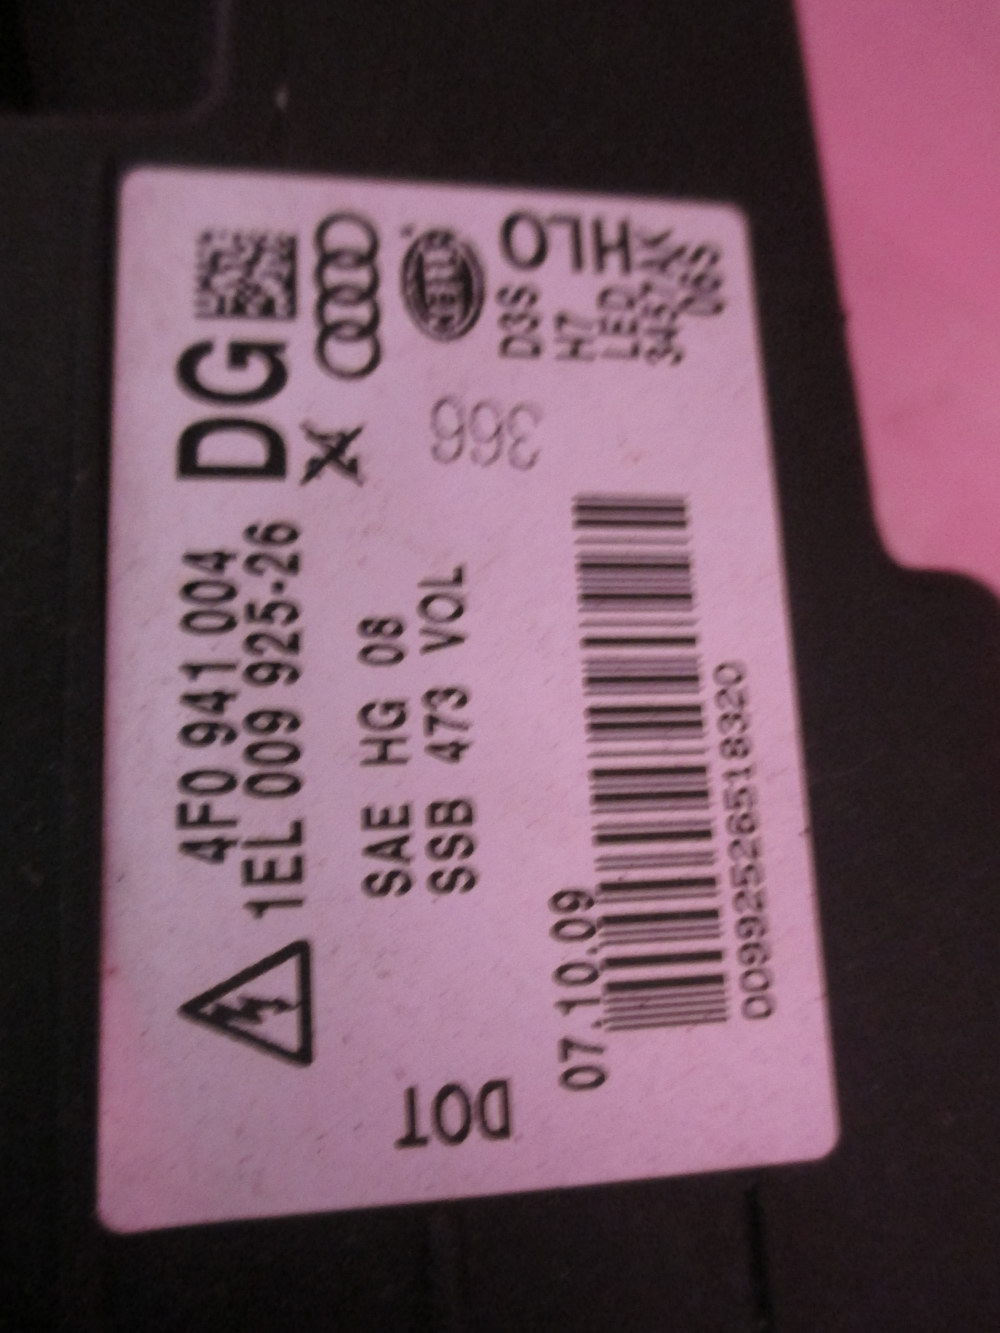 4F0 941 004
1EL 009 925-26
DG
SAE HG 08
SSB 473 VOL
HELLA
D3S
H7
LED
HLO
366
07.10.09
00992526518320
DOT